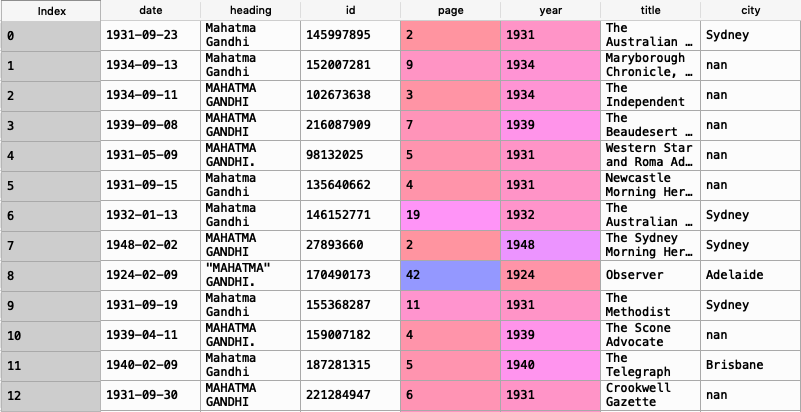 Index date heading id page year title city
0 1931-09-23 Mahatma Gandhi 145997895 2 1931 The Australian … Sydney
1 1934-09-13 Mahatma Gandhi 152007281 9 1934 Maryborough Chronicle, … nan
2 1934-09-11 MAHATMA GANDHI 102673638 3 1934 The Independent nan
3 1939-09-08 MAHATMA GANDHI 216087909 7 1939 The Beaudesert … nan
4 1931-05-09 MAHATMA GANDHI. 98132025 5 1931 Western Star and Roma Ad… nan
5 1931-09-15 Mahatma Gandhi 135640662 4 1931 Newcastle Morning Her… nan
6 1932-01-13 Mahatma Gandhi 146152771 19 1932 The Australian … Sydney
7 1948-02-02 MAHATMA GANDHI 27893660 2 1948 The Sydney Morning Her… Sydney
8 1924-02-09 "MAHATMA" GANDHI. 170490173 42 1924 Observer Adelaide
9 1931-09-19 Mahatma Gandhi 155368287 11 1931 The Methodist Sydney
10 1939-04-11 MAHATMA GANDHI. 159007182 4 1939 The Scone Advocate nan
11 1940-02-09 Mahatma Gandhi 187281315 5 1940 The Telegraph Brisbane
12 1931-09-30 MAHATMA GANDHI 221284947 6 1931 Crookwell Gazette nan